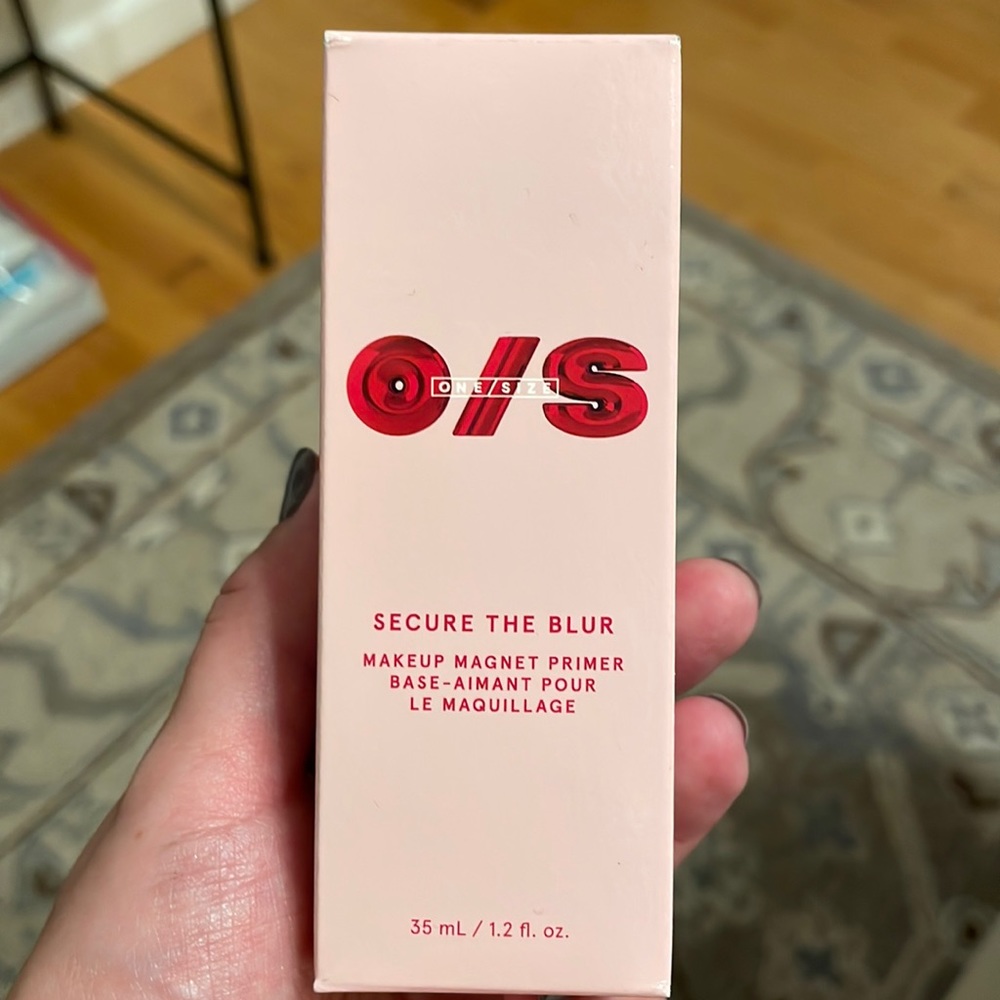 O/S
ONE/SIZE
SECURE THE BLUR
MAKEUP MAGNET PRIMER
BASE-AIMANT POUR
LE MAQUILLAGE
35 mL / 1.2 fl. oz.